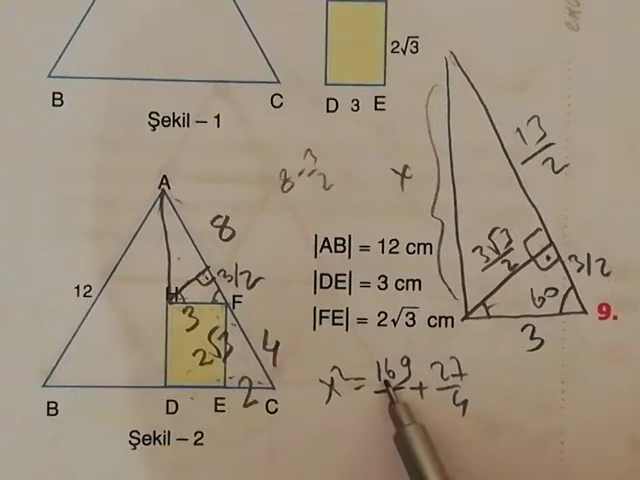 2√3
B C
D 3 E
Şekil – 1
A
8
12
H
3/2
F
3
2√3
4
2
B D E C
Şekil – 2
8 - 3/2
|AB| = 12 cm
|DE| = 3 cm
|FE| = 2√3 cm
x
13/2
3√3/2
3/2
60
3
9.
x² = 169/ + 27/4